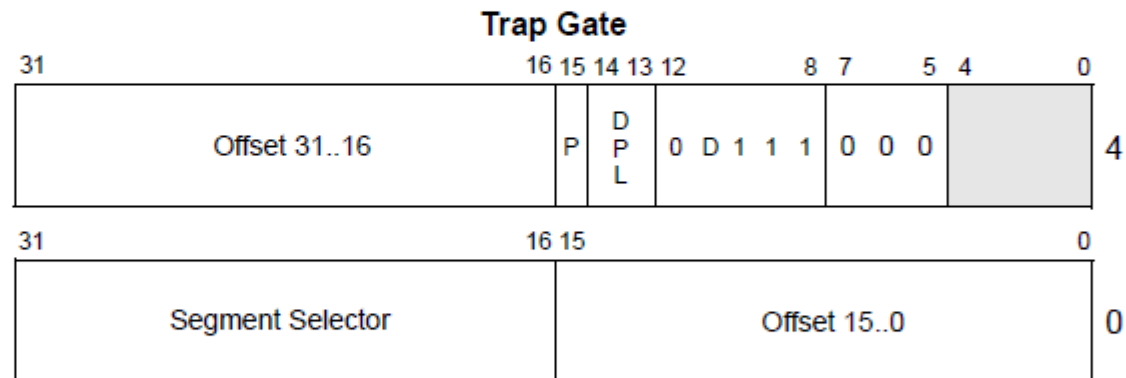 Trap Gate
31 16 15 14 13 12 8 7 5 4 0
Offset 31..16 P DPL 0 D 1 1 1 0 0 0 4
31 16 15 0
Segment Selector Offset 15..0 0